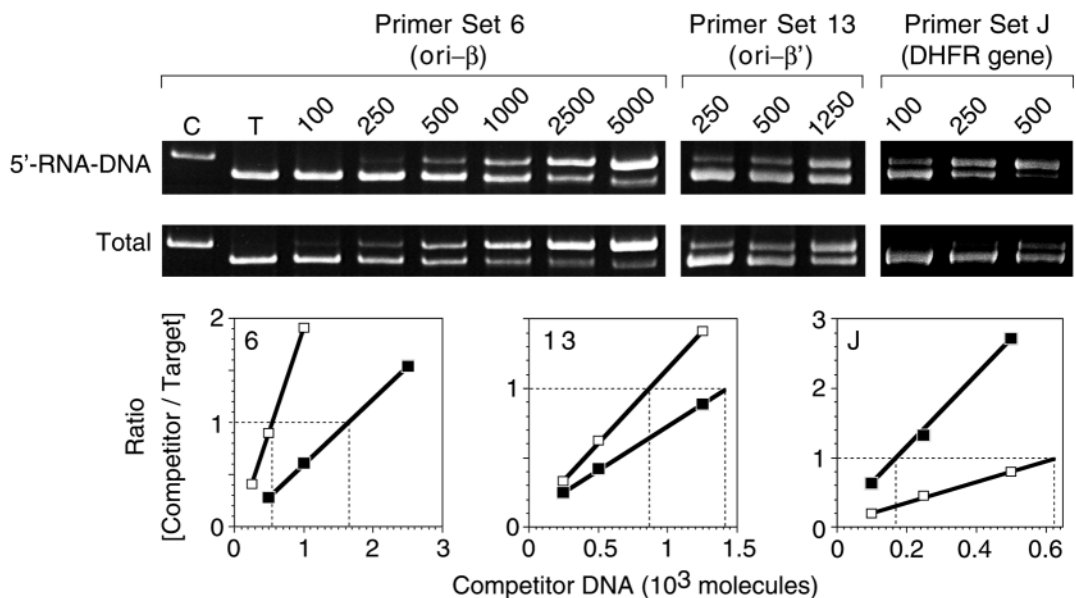 Primer Set 6 Primer Set 13 Primer Set J
(ori–β) (ori–β') (DHFR gene)
C T 100 250 500 1000 2500 5000 250 500 1250 100 250 500
5'-RNA-DNA
Total
Ratio
[Competitor / Target]
6
2
1
0
0 1 2 3
13
1
0
0 0.5 1 1.5
J
3
2
1
0
0 0.2 0.4 0.6
Competitor DNA (10³ molecules)